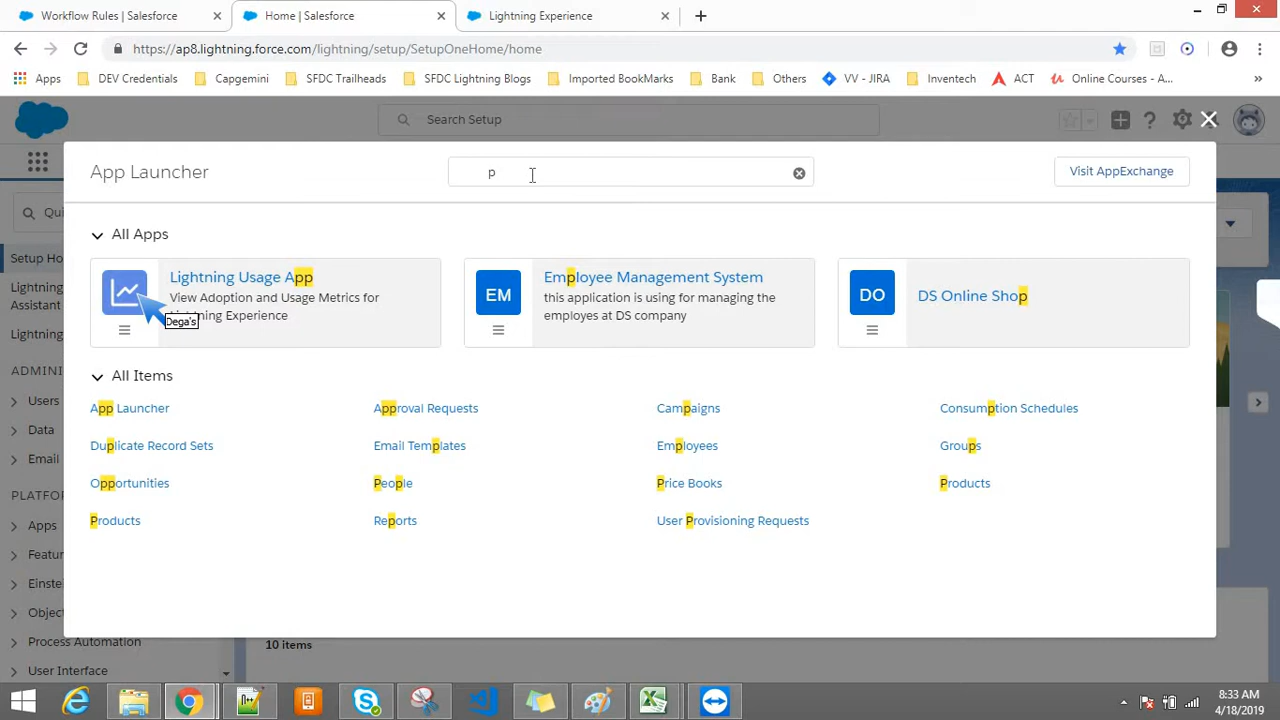 Workflow Rules | Salesforce
Home | Salesforce
Lightning Experience
https://ap8.lightning.force.com/lightning/setup/SetupOneHome/home
Apps
DEV Credentials
Capgemini
SFDC Trailheads
SFDC Lightning Blogs
Imported BookMarks
Bank
Others
VV - JIRA
Inventech
ACT
Online Courses - A...
Search Setup
App Launcher
p
Visit AppExchange
Qui
All Apps
Setup Ho
Lightning Usage App
Employee Management System
DS Online Shop
EM
DO
View Adoption and Usage Metrics for
Lightning Experience
this application is using for managing the
employes at DS company
Dega's
Lightning
Assistant
Lightning
All Items
ADMINI
App Launcher
Approval Requests
Campaigns
Consumption Schedules
Users
Data
Duplicate Record Sets
Email Templates
Employees
Groups
Email
Opportunities
People
Price Books
Products
PLATFO
Products
Reports
User Provisioning Requests
Apps
Featur
Einste
Object
Process Automation
10 items
User Interface
8:33 AM
4/18/2019